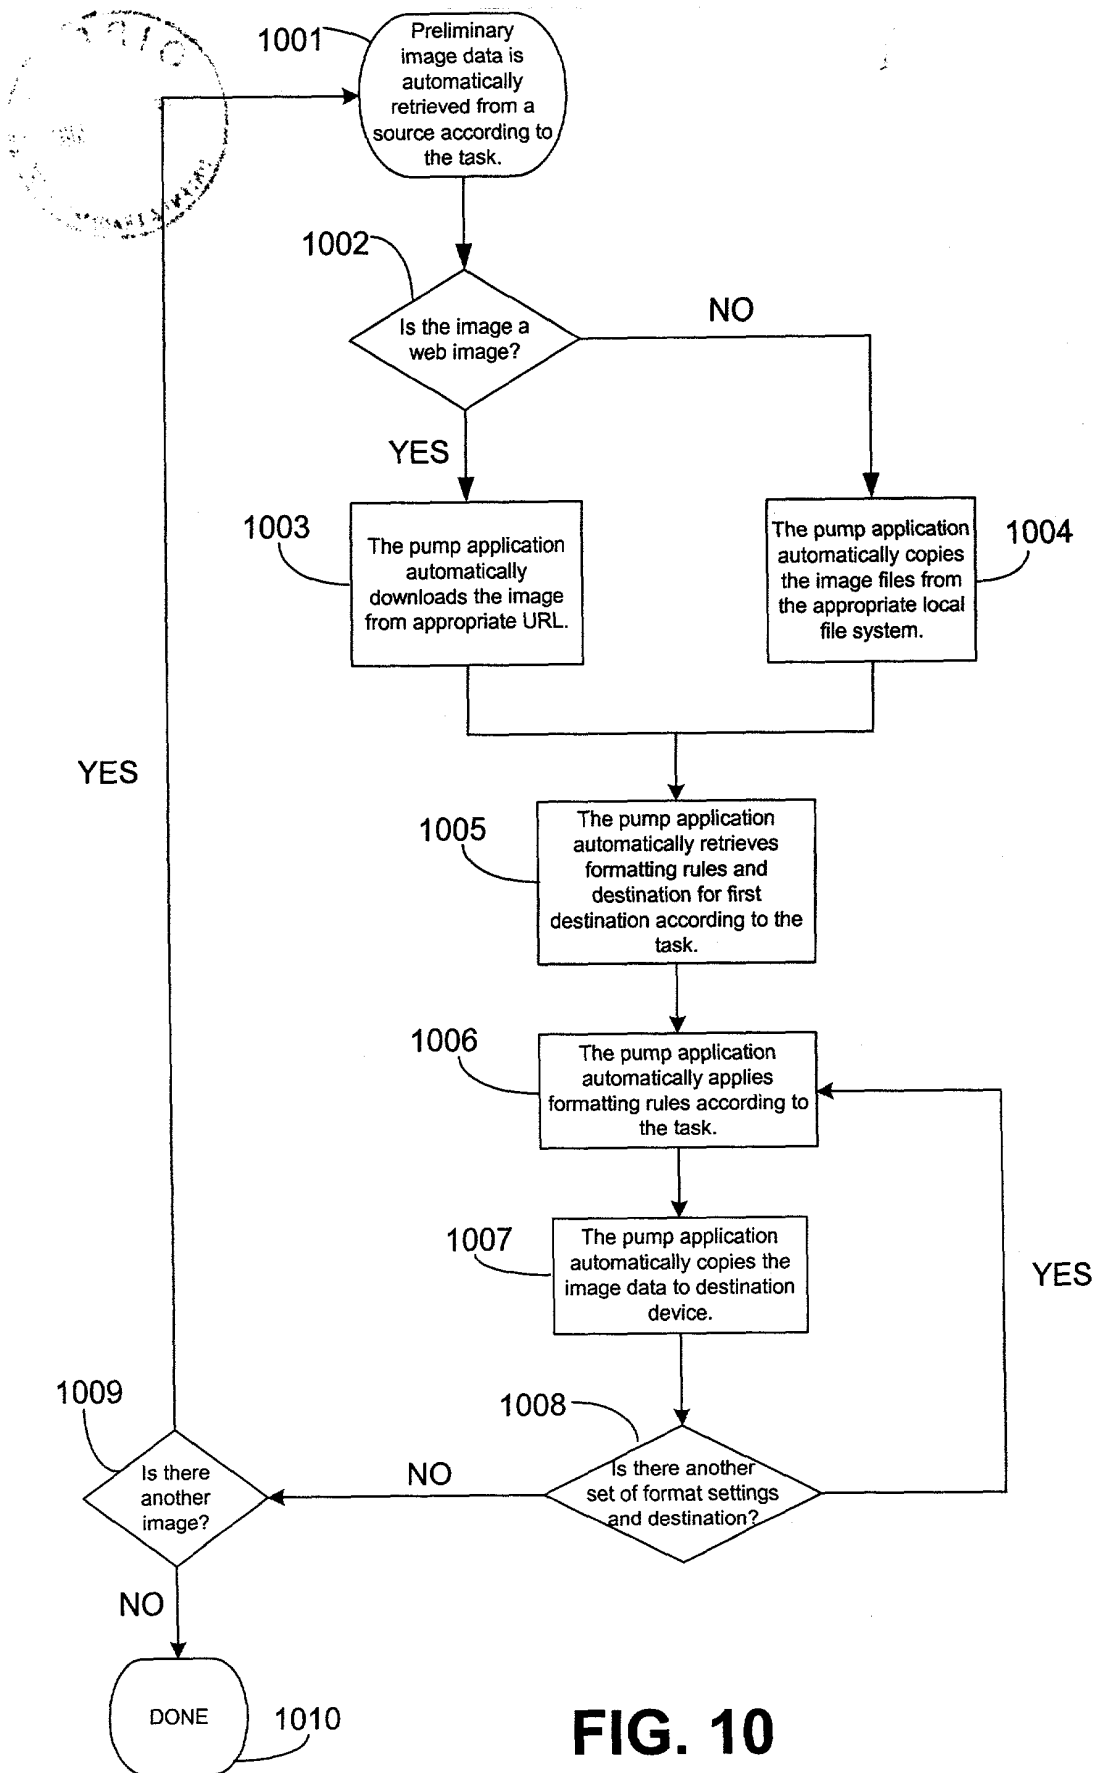 1001
Preliminary
image data is
automatically
retrieved from a
source according to
the task.
1002
Is the image a
web image?
NO
YES
1003
The pump application
automatically
downloads the image
from appropriate URL.
1004
The pump application
automatically copies
the image files from
the appropriate local
file system.
YES
1005
The pump application
automatically retrieves
formatting rules and
destination for first
destination according to the
task.
1006
The pump application
automatically applies
formatting rules according to
the task.
1007
The pump application
automatically copies the
image data to destination
device.
YES
1008
Is there another
set of format settings
and destination?
NO
1009
Is there
another
image?
NO
DONE
1010
FIG. 10